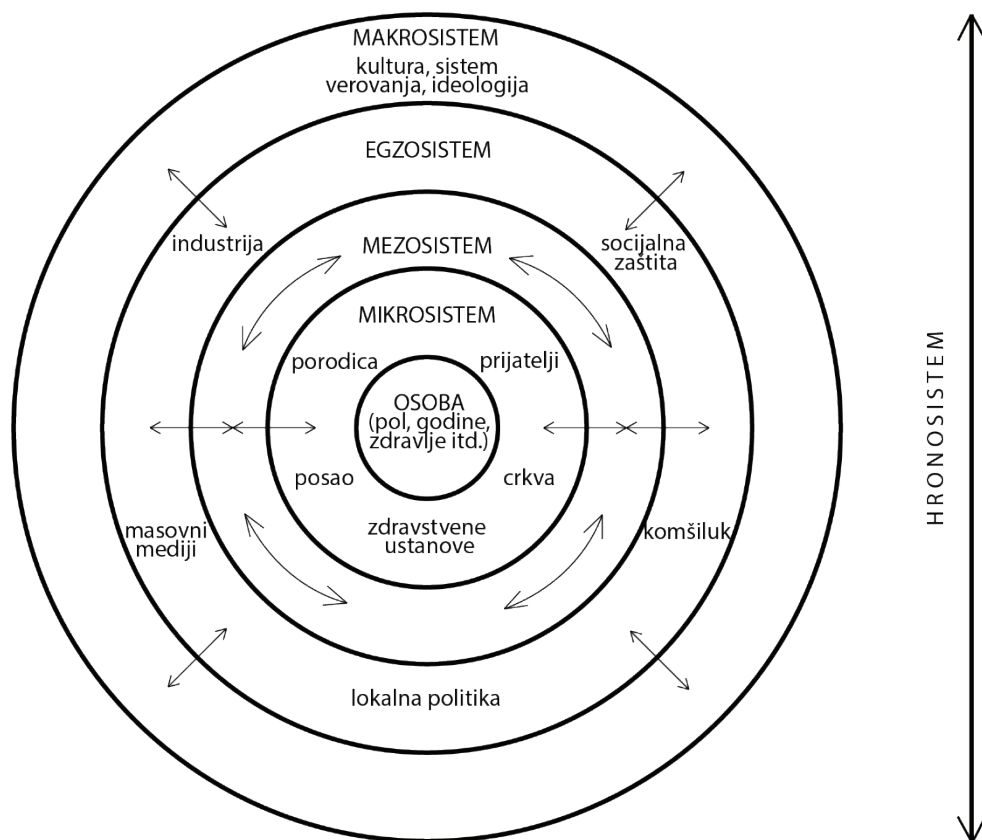 MAKROSISTEM
kultura, sistem
verovanja, ideologija
EGZOSISTEM
industrija
socijalna
zaštita
MEZOSISTEM
MIKROSISTEM
porodica
prijatelji
OSOBA
(pol, godine,
zdravlje itd.)
posao
crkva
zdravstvene
ustanove
masovni
mediji
komšiluk
lokalna politika
HRONOSISTEM